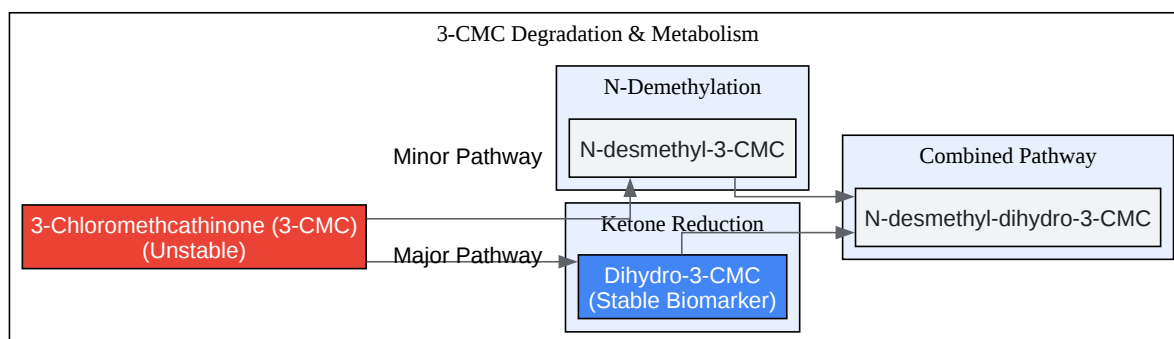 3-CMC Degradation & Metabolism
N-Demethylation
N-desmethyl-3-CMC
Minor Pathway
Combined Pathway
N-desmethyl-dihydro-3-CMC
3-Chloromethcathinone (3-CMC)
(Unstable)
Ketone Reduction
Major Pathway
Dihydro-3-CMC
(Stable Biomarker)